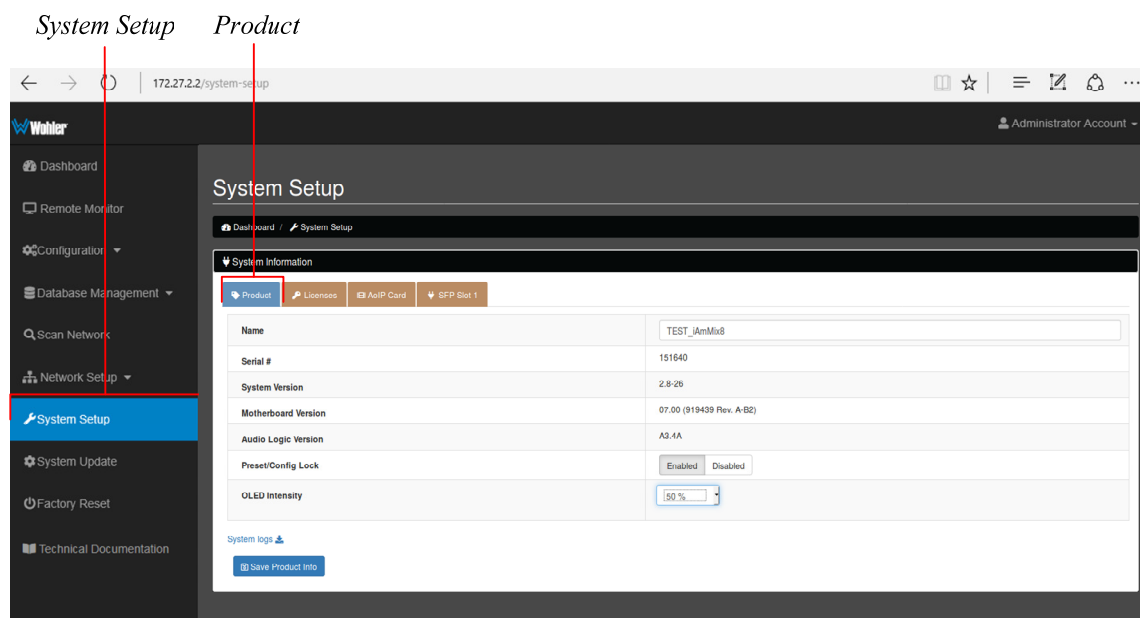 System Setup Product
172.27.2.2/system-setup
Wohler
Administrator Account
Dashboard
Remote Monitor
Configuration
Database Management
Scan Network
Network Setup
System Setup
System Update
Factory Reset
Technical Documentation
System Setup
Dashboard / System Setup
System Information
Product Licenses AoIP Card SFP Slot 1
Name TEST_iAmMix8
Serial # 151640
System Version 2.8-26
Motherboard Version 07.00 (919439 Rev. A-B2)
Audio Logic Version A3.4A
Preset/Config Lock Enabled Disabled
OLED Intensity 50 %
System logs
Save Product Info